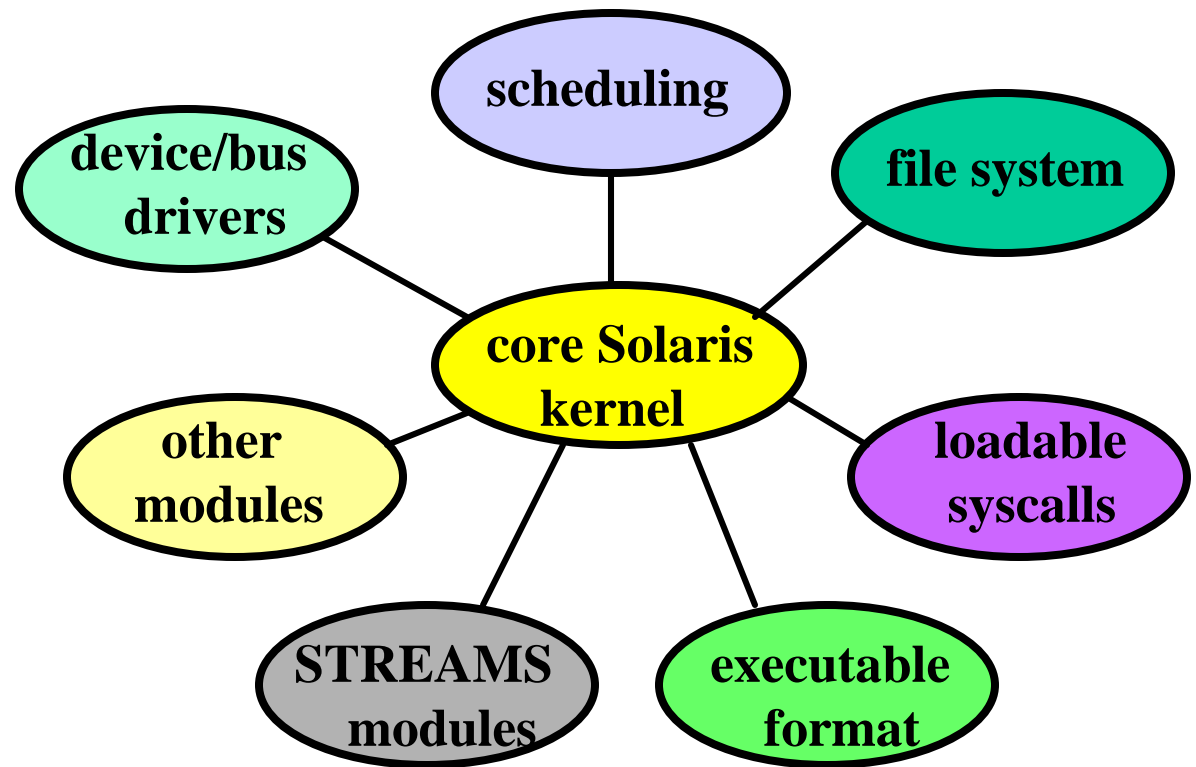 scheduling
device/bus
drivers
file system
core Solaris
kernel
other
modules
loadable
syscalls
STREAMS
modules
executable
format